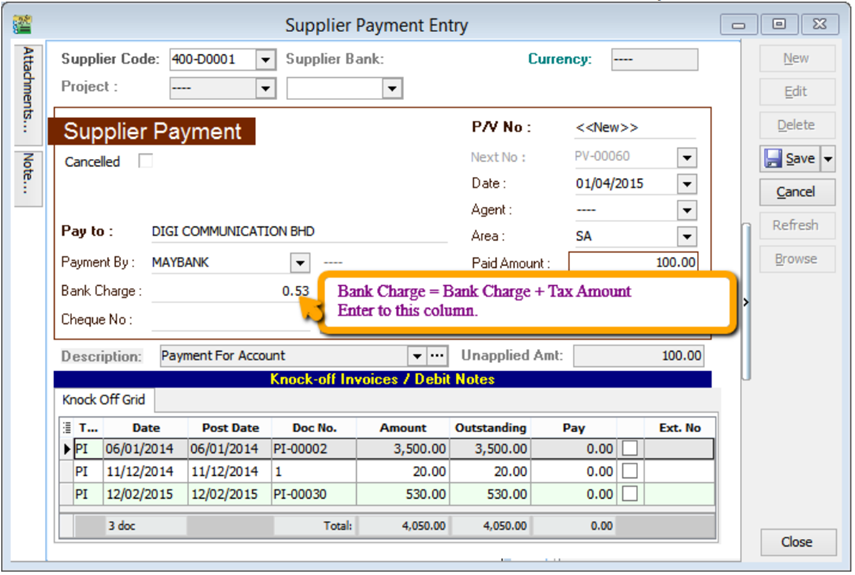 Supplier Payment Entry
Attachments...
Note...
Supplier Code: 400-D0001 Supplier Bank: Currency: ----
Project : ----
Supplier Payment
Cancelled
P/V No : <<New>>
Next No : PV-00060
Date : 01/04/2015
Agent : ----
Pay to : DIGI COMMUNICATION BHD
Area : SA
Payment By : MAYBANK ----
Paid Amount : 100.00
Bank Charge : 0.53
Bank Charge = Bank Charge + Tax Amount
Enter to this column.
Cheque No :
Description: Payment For Account ... Unapplied Amt: 100.00
Knock-off Invoices / Debit Notes
Knock Off Grid
T... Date Post Date Doc No. Amount Outstanding Pay Ext. No
PI 06/01/2014 06/01/2014 PI-00002 3,500.00 3,500.00 0.00
PI 11/12/2014 11/12/2014 1 20.00 20.00 0.00
PI 12/02/2015 12/02/2015 PI-00030 530.00 530.00 0.00
3 doc Total: 4,050.00 4,050.00 0.00
New
Edit
Delete
Save
Cancel
Refresh
Browse
Close